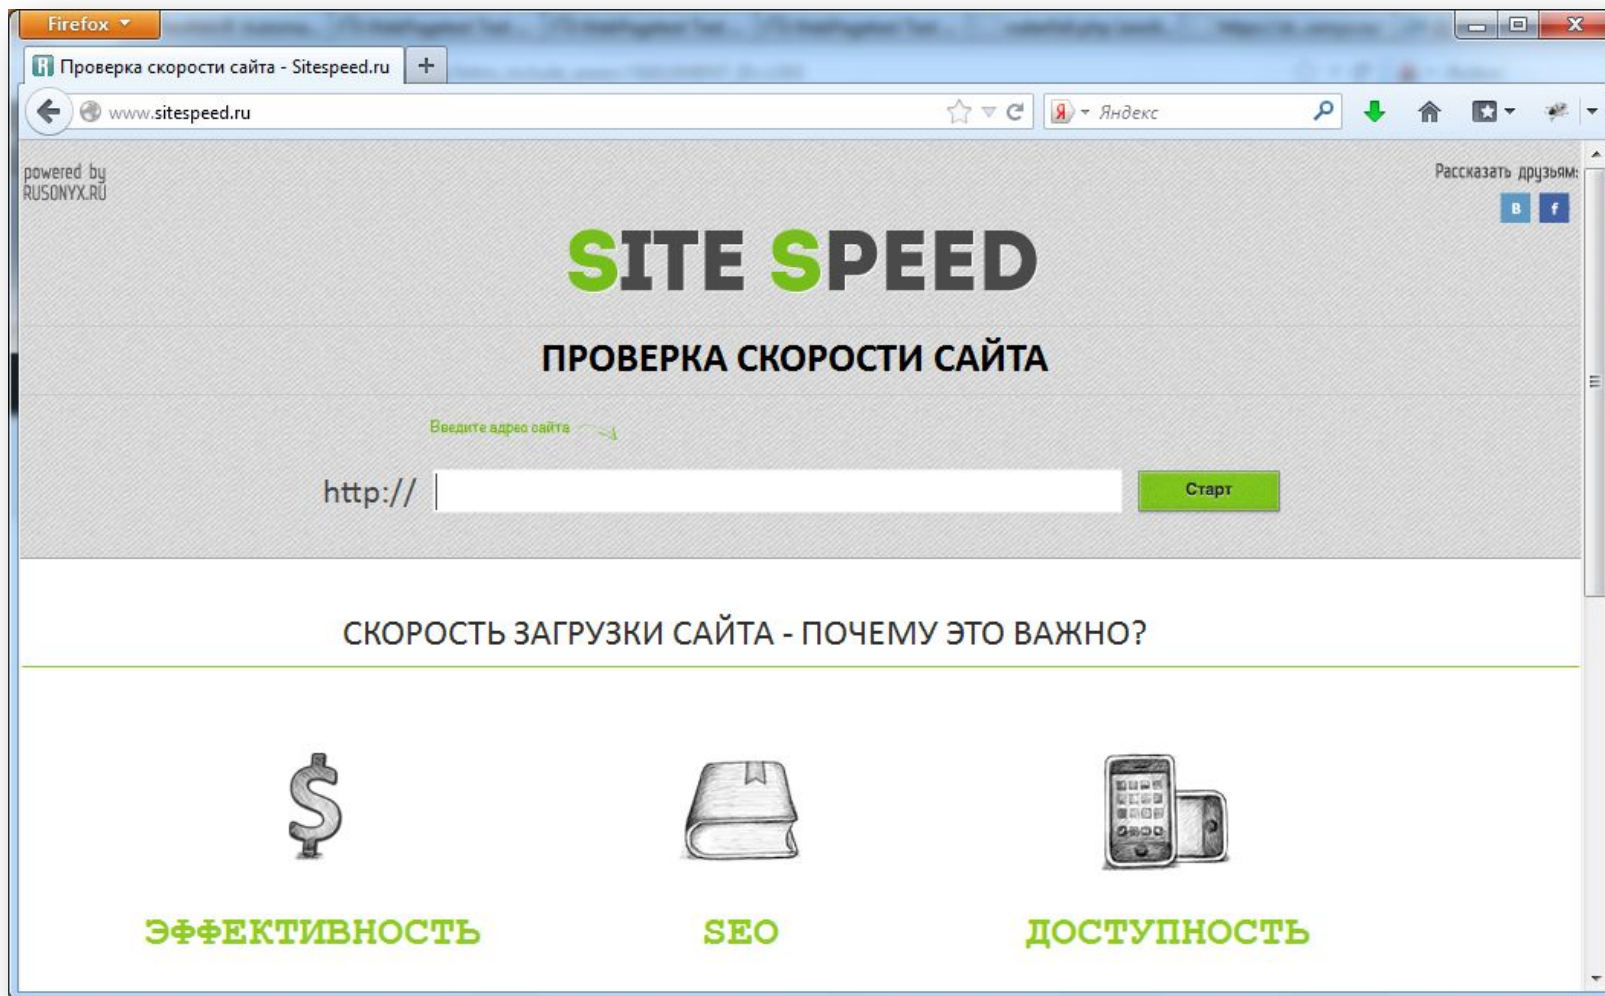 Firefox
Проверка скорости сайта - Sitespeed.ru
www.sitespeed.ru
Я
Яндекс
powered by
RUSONYX.RU
Рассказать друзьям:
B f
SITE SPEED
ПРОВЕРКА СКОРОСТИ САЙТА
Введите адрес сайта
http://
Старт
СКОРОСТЬ ЗАГРУЗКИ САЙТА - ПОЧЕМУ ЭТО ВАЖНО?
ЭФФЕКТИВНОСТЬ
SEO
ДОСТУПНОСТЬ